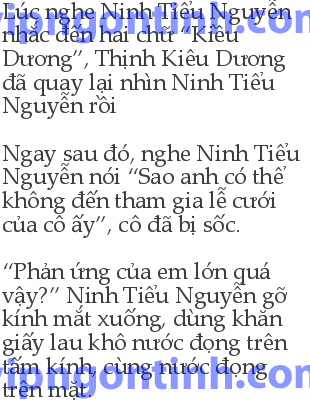 Lúc nghe Ninh Tiểu Nguyễn
nhắc đến hai chữ “Kiều
Dương”, Thịnh Kiêu Dương
đã quay lại nhìn Ninh Tiểu
Nguyễn rồi
Ngay sau đó, nghe Ninh Tiểu
Nguyễn nói “Sao anh có thể
không đến tham gia lễ cưới
của cô ấy”, cô đã bị sốc.
“Phản ứng của em lớn quá
vậy?” Ninh Tiểu Nguyễn gỡ
kính mắt xuống, dùng khăn
giấy lau khô nước đọng trên
tấm kính, cùng nước đọng
trên mặt.
vipngontinh.com